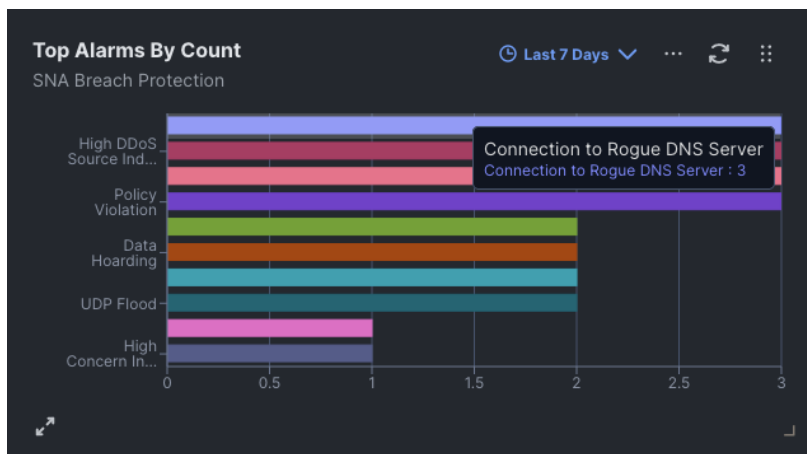 Top Alarms By Count
Last 7 Days
SNA Breach Protection
High DDoS
Source Ind...
Connection to Rogue DNS Server
Connection to Rogue DNS Server : 3
Policy
Violation
Data
Hoarding
UDP Flood
High
Concern In...
0 0.5 1 1.5 2 2.5 3